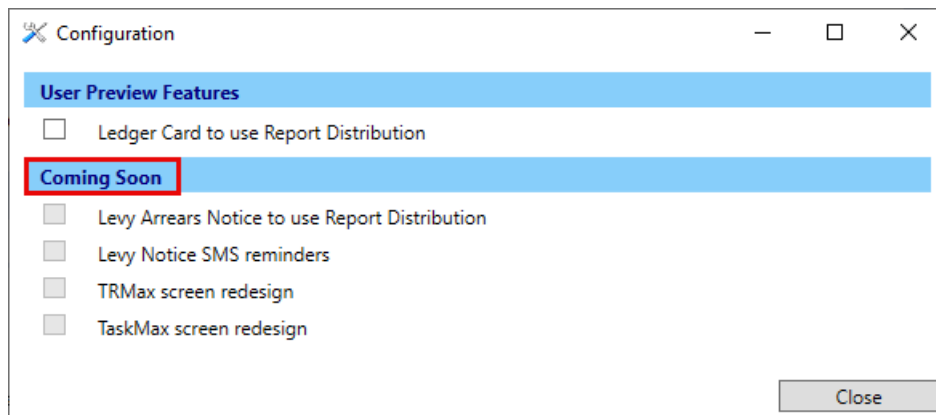 Configuration
User Preview Features
Ledger Card to use Report Distribution
Coming Soon
Levy Arrears Notice to use Report Distribution
Levy Notice SMS reminders
TRMax screen redesign
TaskMax screen redesign
Close